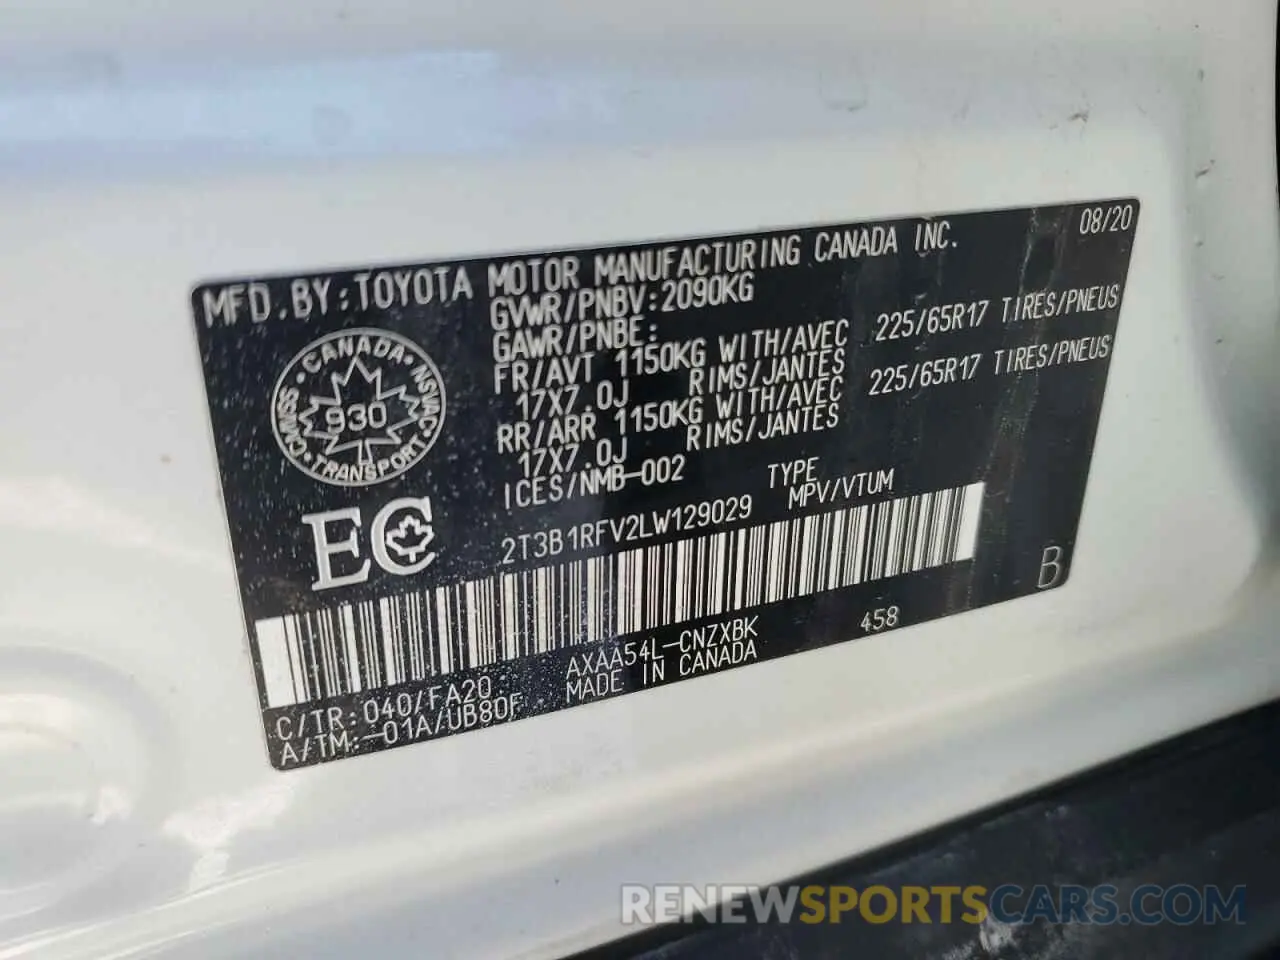 MFD.BY:TOYOTA MOTOR MANUFACTURING CANADA INC. 08/20
GVWR/PNBV:2090KG
GAWR/PNBE:
FR/AVT 1150KG WITH/AVEC 225/65R17 TIRES/PNEUS
17X7.0J RIMS/JANTES
RR/ARR 1150KG WITH/AVEC 225/65R17 TIRES/PNEUS
17X7.0J RIMS/JANTES
ICES/NMB-002 TYPE
MPV/VTUM
CANADA
CMVSS 930 NSVAC
TRANSPORT
EC
2T3B1RFV2LW129029
B
AXAA54L-CNZXBK 458
MADE IN CANADA
C/TR:040/FA20
A/TM:-01A/UB80F
RENEWSPORTSCARS.COM